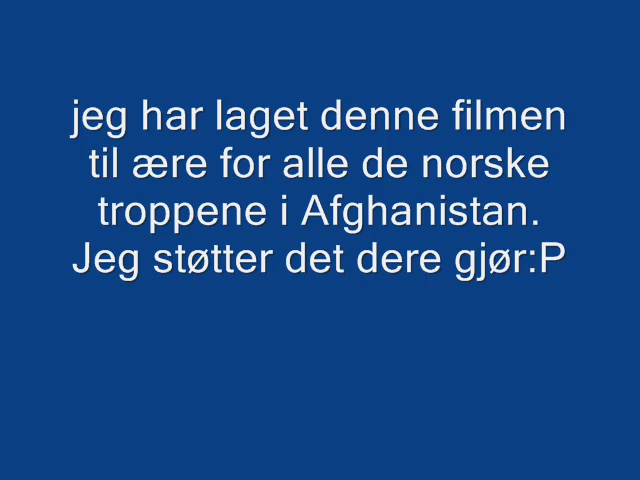 jeg har laget denne filmen
til ære for alle de norske
troppene i Afghanistan.
Jeg støtter det dere gjør:P